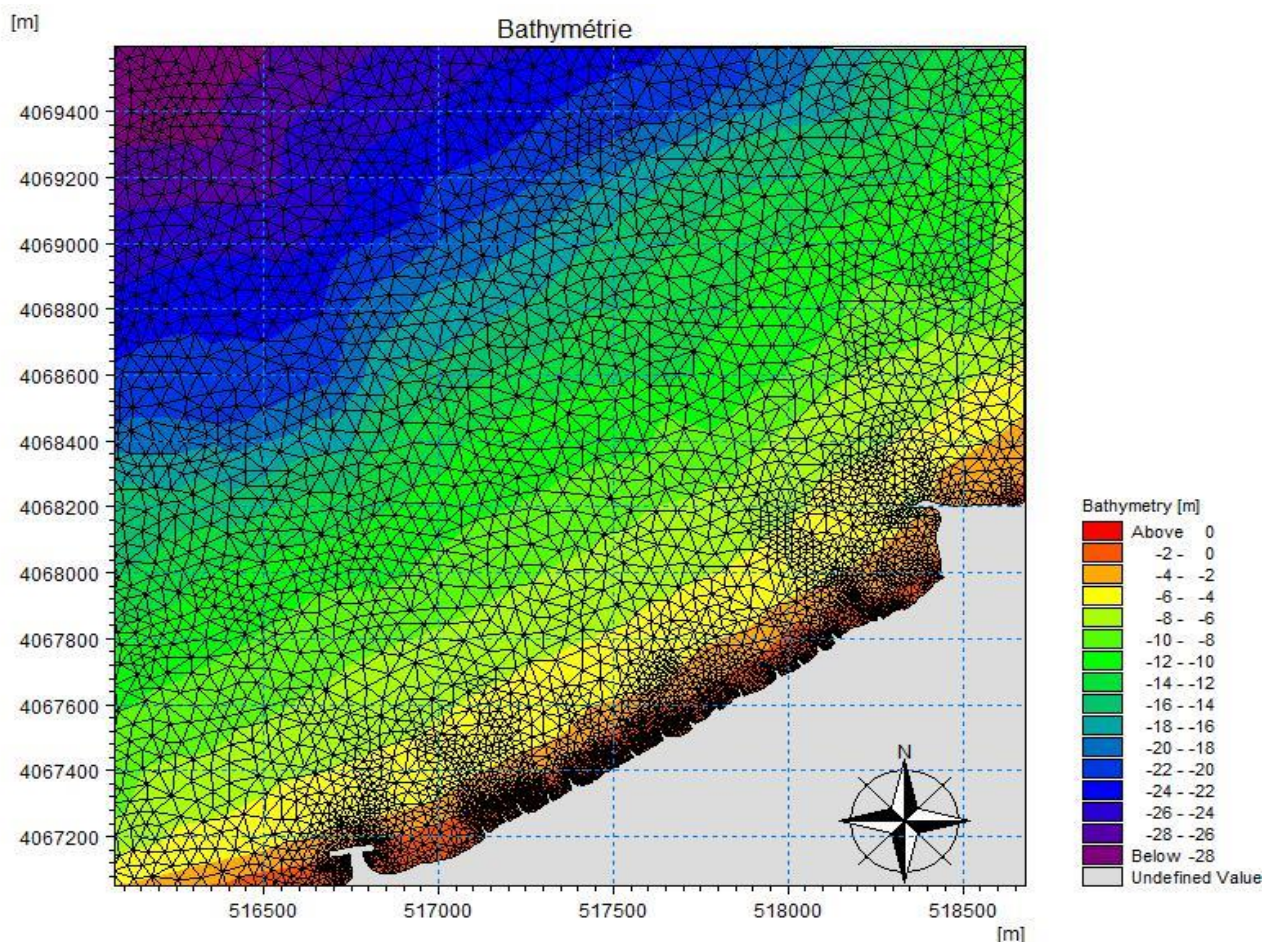 [m]
Bathymétrie
4069400
4069200
4069000
4068800
4068600
4068400
4068200
4068000
4067800
4067600
4067400
4067200
516500 517000 517500 518000 518500
[m]
N
Bathymetry [m]
Above 0
-2 - 0
-4 - -2
-6 - -4
-8 - -6
-10 - -8
-12 - -10
-14 - -12
-16 - -14
-18 - -16
-20 - -18
-22 - -20
-24 - -22
-26 - -24
-28 - -26
Below -28
Undefined Value